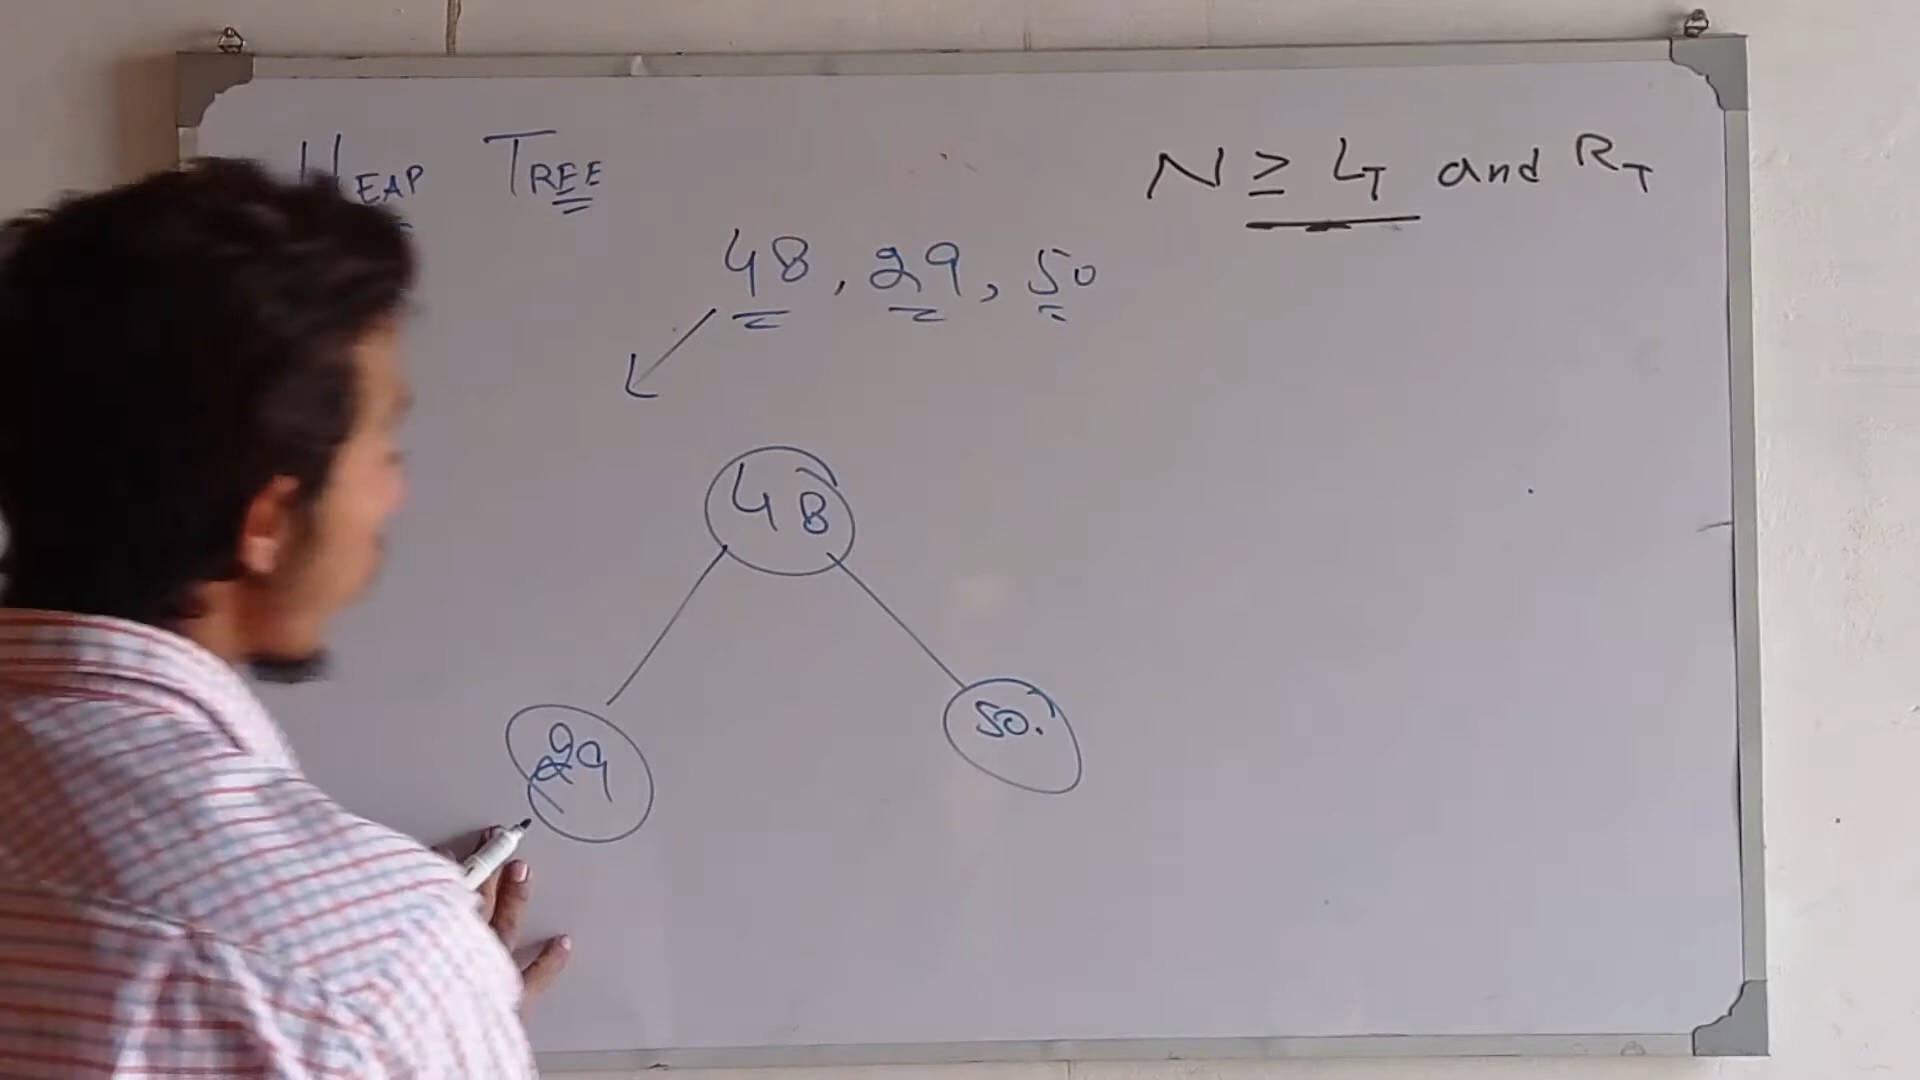 HEAP TREE
N ≥ LT and RT
48, 29, 50
48
29
50.